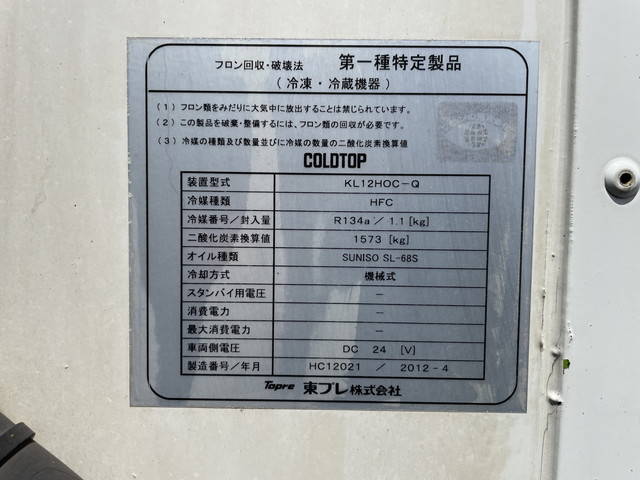 フロン回収・破壊法 第一種特定製品
（冷凍・冷蔵機器）
（1）フロン類をみだりに大気中に放出することは禁じられています。
（2）この製品を廃棄・整備するには、フロン類の回収が必要です。
（3）冷媒の種類及び数量並びに冷媒の数量の二酸化炭素換算値
COLDTOP
装置型式 KL12HOC-Q
冷媒種類 HFC
冷媒番号／封入量 R134a ／ 1.1 [kg]
二酸化炭素換算値 1573 [kg]
オイル種類 SUNISO SL-68S
冷却方式 機械式
スタンバイ用電圧 －
消費電力 －
最大消費電力 －
車両側電圧 DC 24 [V]
製造番号／年月 HC12021 ／ 2012-4
Topre 東プレ株式会社